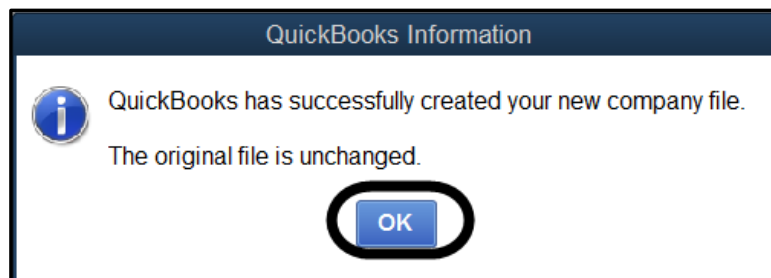 QuickBooks Information
QuickBooks has successfully created your new company file.
The original file is unchanged.
OK